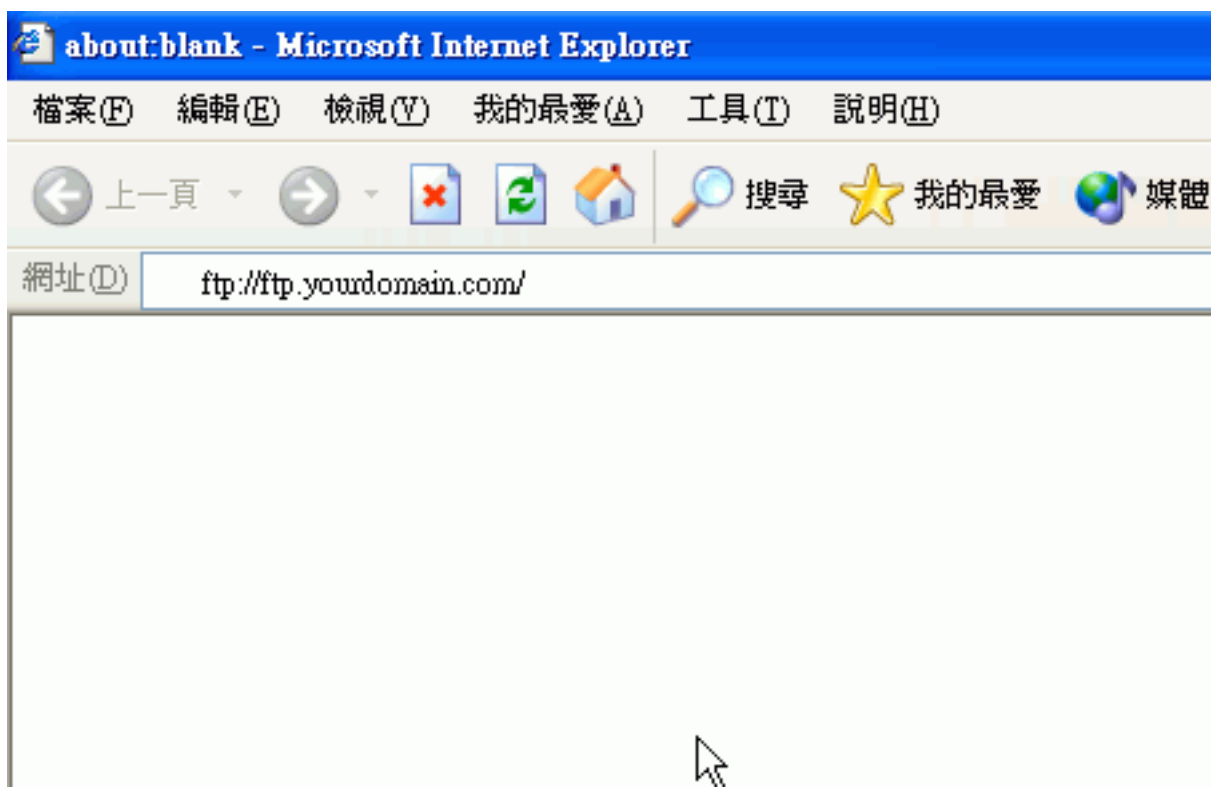 about:blank - Microsoft Internet Explorer
檔案(F) 編輯(E) 檢視(V) 我的最愛(A) 工具(T) 說明(H)
上一頁 搜尋 我的最愛 媒體
網址(D) ftp://ftp.yourdomain.com/